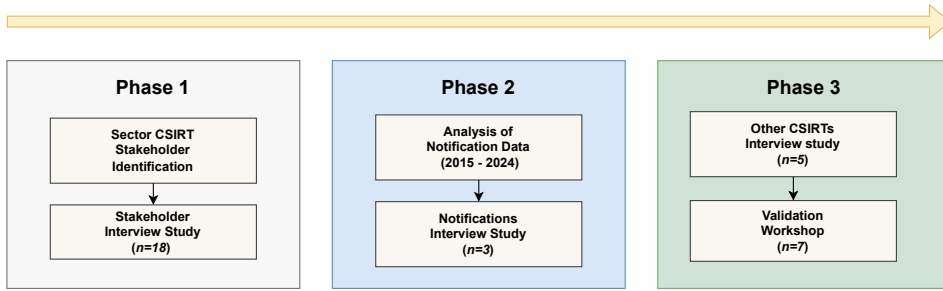 Phase 1
Sector CSIRT
Stakeholder
Identification
Stakeholder
Interview Study
(n=18)
Phase 2
Analysis of
Notification Data
(2015 - 2024)
Notifications
Interview Study
(n=3)
Phase 3
Other CSIRTs
Interview study
(n=5)
Validation
Workshop
(n=7)